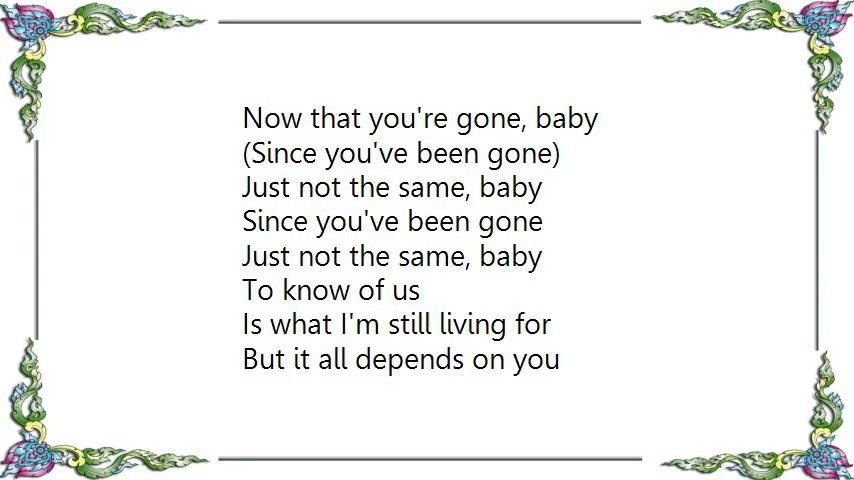 Now that you're gone, baby
(Since you've been gone)
Just not the same, baby
Since you've been gone
Just not the same, baby
To know of us
Is what I'm still living for
But it all depends on you